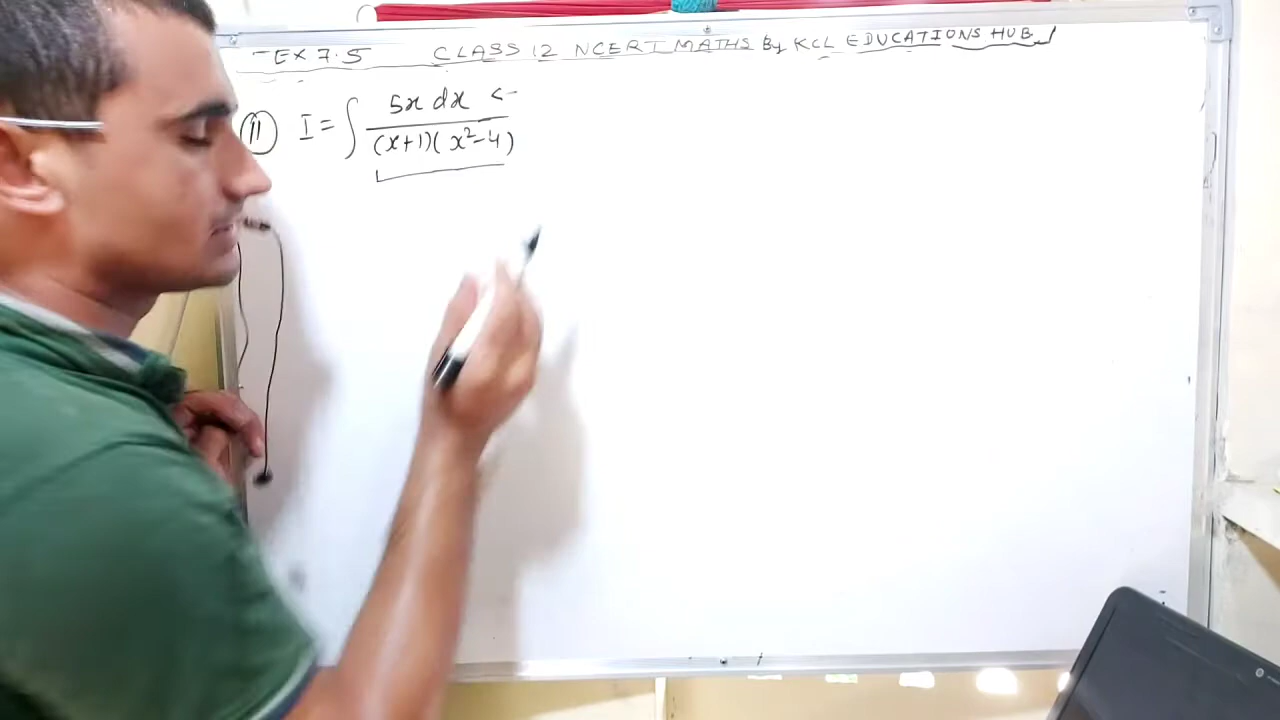 EX 7.5 CLASS 12 NCERT MATHS By KCL EDUCATIONS HUB
11 I = ∫ 5x dx / (x+1)(x²-4)